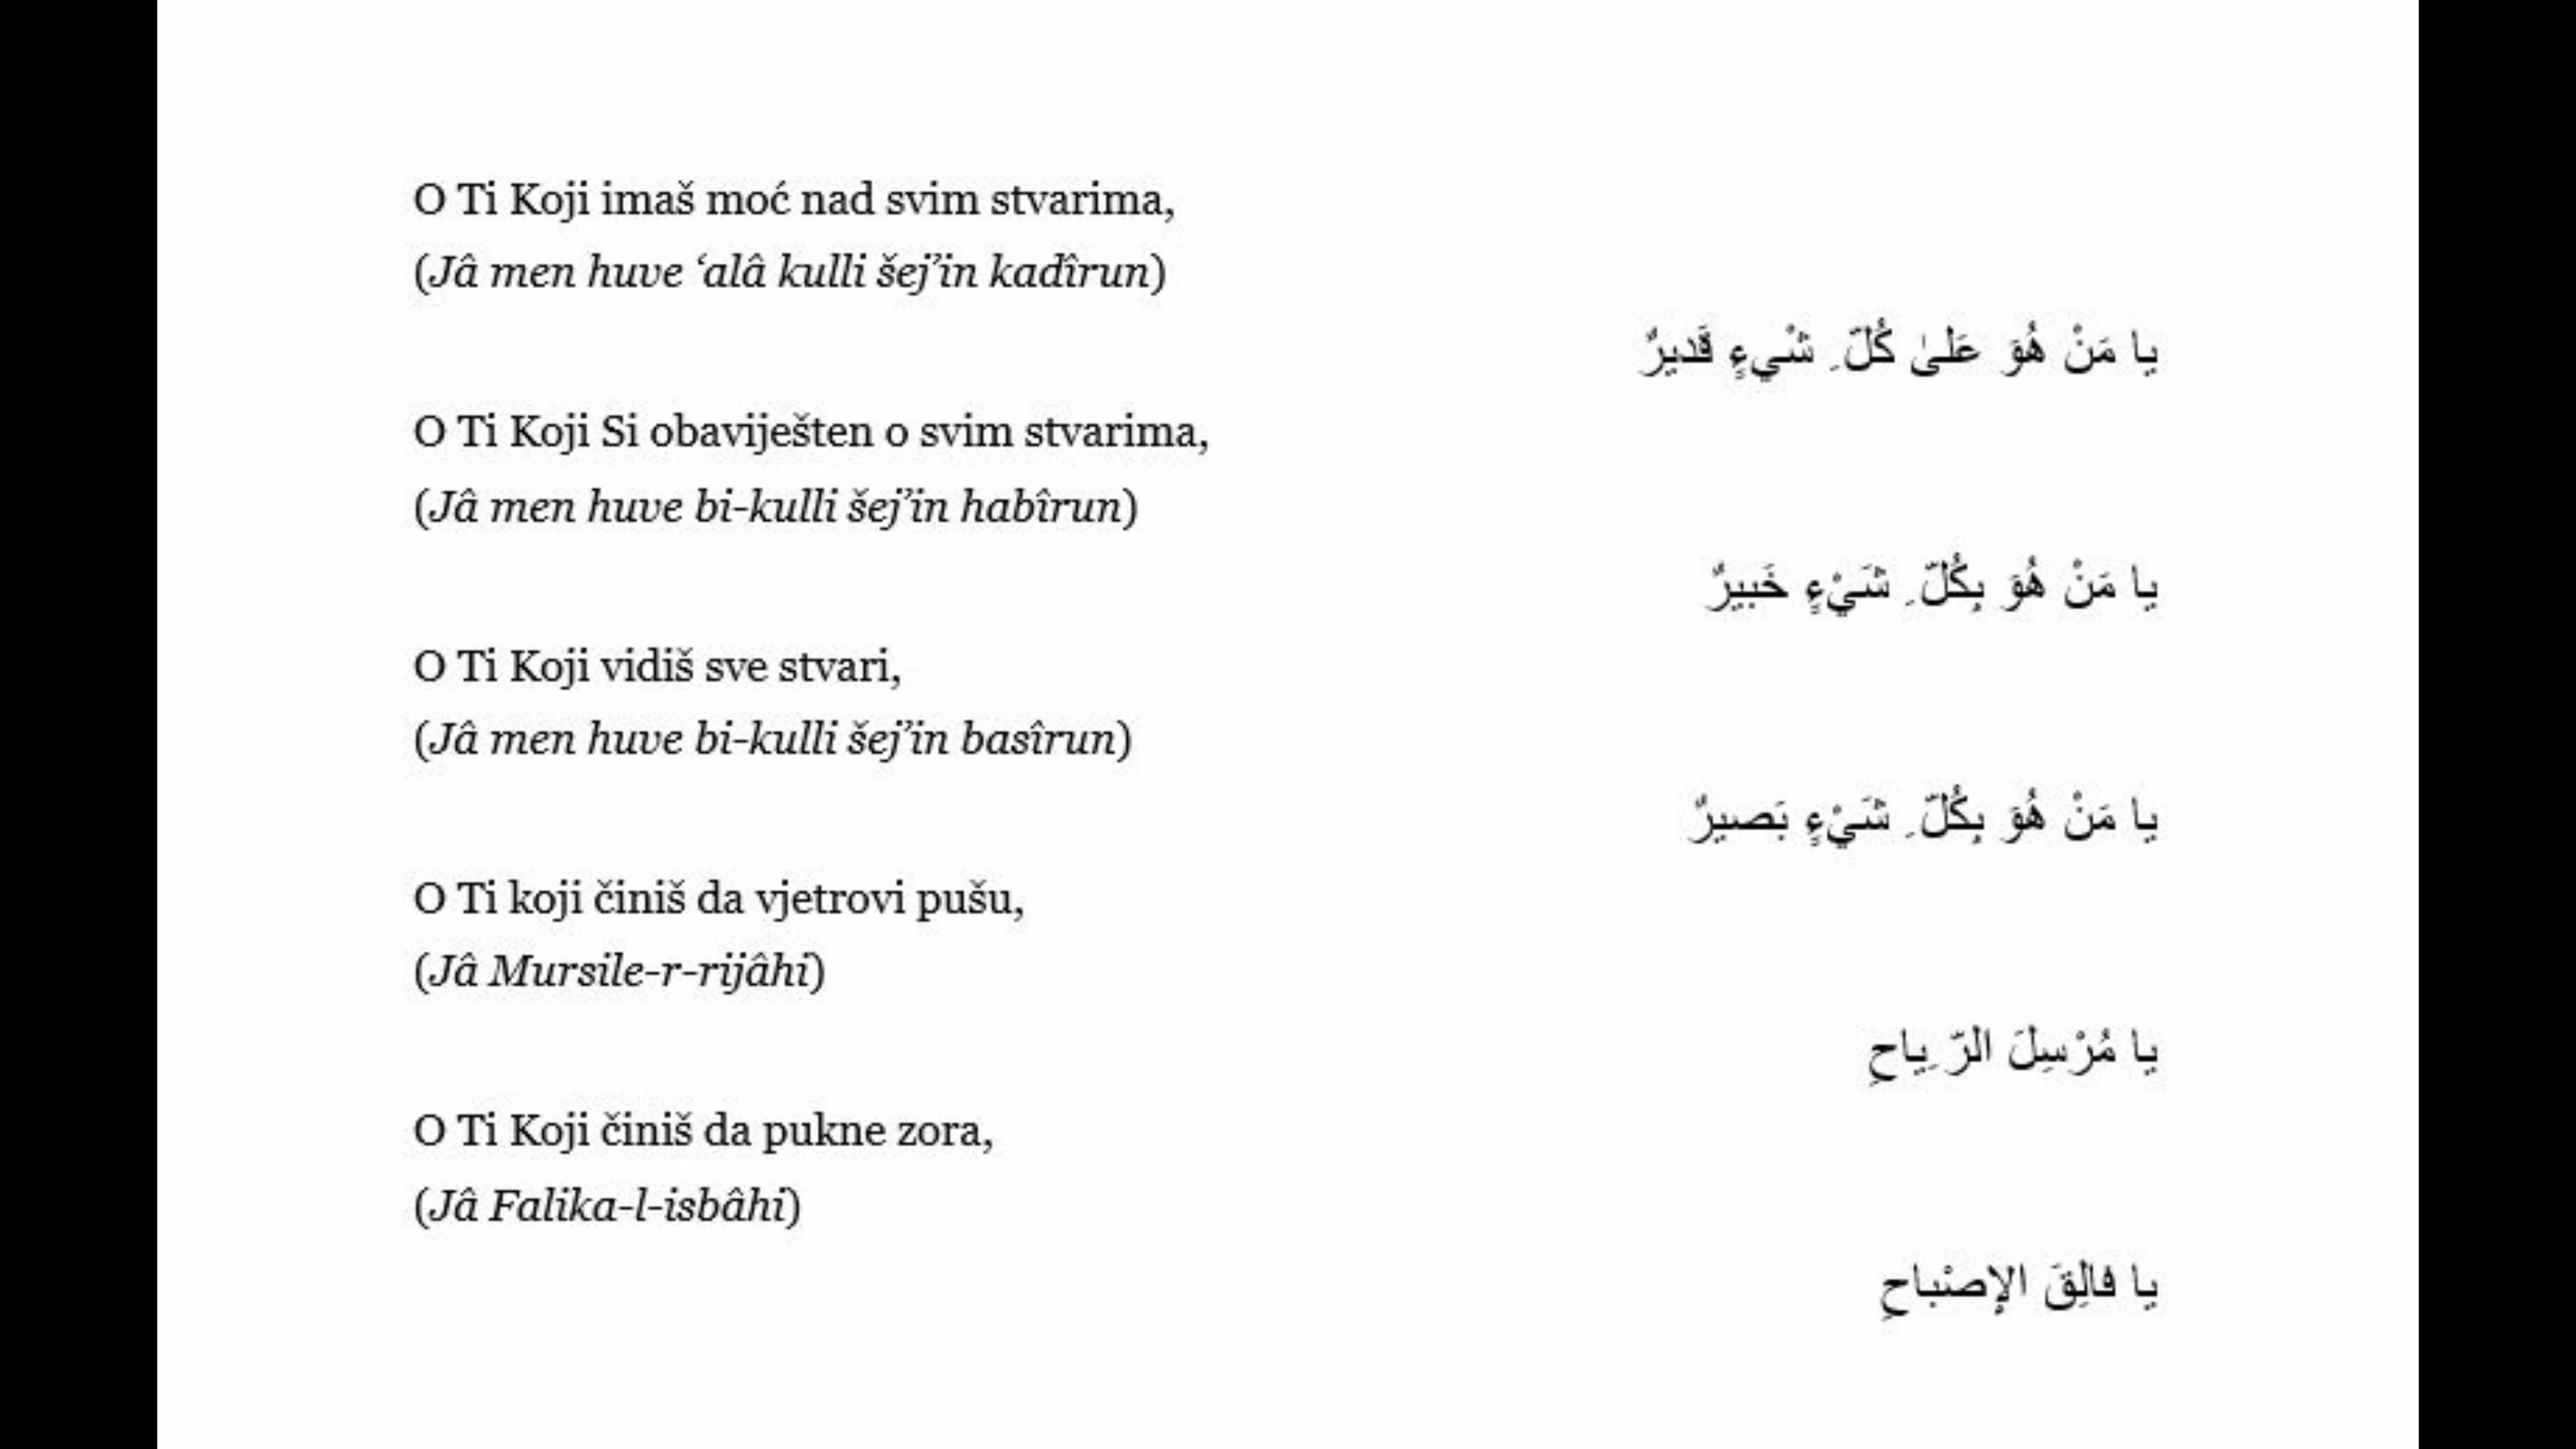 O Ti Koji imaš moć nad svim stvarima,
(Jâ men huve ‘alâ kulli šej’in kadîrun)
يا مَنْ هُوَ عَلىٰ كُلِّ شْيءٍ قَديرٌ
O Ti Koji Si obaviješten o svim stvarima,
(Jâ men huve bi-kulli šej’in habîrun)
يا مَنْ هُوَ بِكُلِّ شَيْءٍ خَبيرٌ
O Ti Koji vidiš sve stvari,
(Jâ men huve bi-kulli šej’in basîrun)
يا مَنْ هُوَ بِكُلِّ شَيْءٍ بَصيرٌ
O Ti koji činiš da vjetrovi pušu,
(Jâ Mursile-r-rijâhi)
يا مُرْسِلَ الرِّياحِ
O Ti Koji činiš da pukne zora,
(Jâ Falika-l-isbâhi)
يا فالِقَ الإصْباحِ